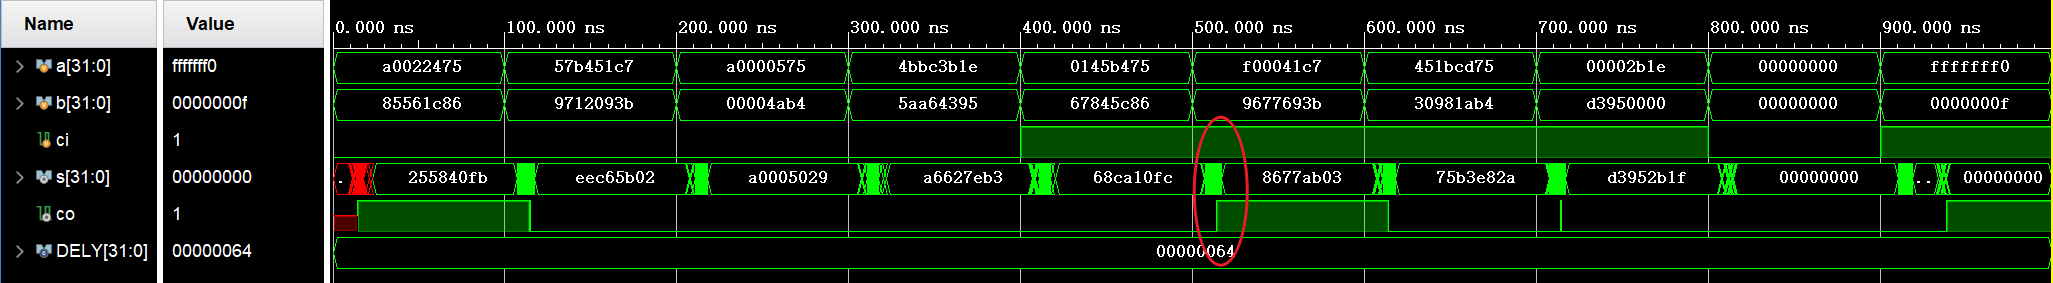 Name Value 0.000 ns 100.000 ns 200.000 ns 300.000 ns 400.000 ns 500.000 ns 600.000 ns 700.000 ns 800.000 ns 900.000 ns
a[31:0] fffffff0 a0022475 57b451c7 a0000575 4bbc3b1e 0145b475 f00041c7 451bcd75 00002b1e 00000000 fffffff0
b[31:0] 0000000f 85561c86 9712093b 00004ab4 5aa64395 67845c86 9677693b 30981ab4 d3950000 00000000 0000000f
ci 1
s[31:0] 00000000 . 255840fb eec65b02 a0005029 a6627eb3 68ca10fc 8677ab03 75b3e82a d3952b1f 00000000 .. 00000000
co 1
DELY[31:0] 00000064 00000064